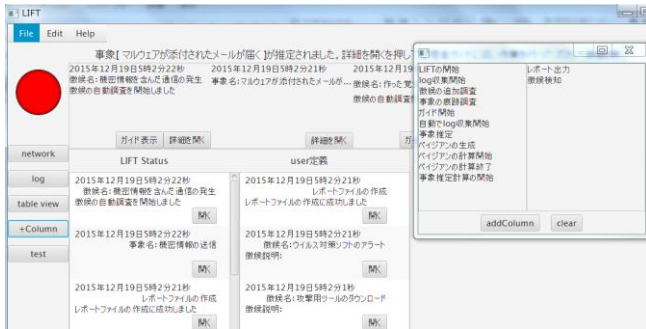 LIFT
File Edit Help
事象[ マルウェアが添付されたメールが届く ]が推定されました。詳細を開くを押し
2015年12月19日5時2分22秒
徴候名:機密情報を含んだ通信の発生
徴候の自動調査を開始しました
ガイド表示 詳細を開く
2015年12月19日5時2分21秒
事象名:マルウェアが添付されたメールが...
詳細を開く
2015年12月19
徴候名:作った覚
徴候の自動調査
network
log
table view
+Column
test
LIFT Status
2015年12月19日5時2分22秒
徴候名:機密情報を含んだ通信の発生
徴候の自動調査を開始しました
開く
2015年12月19日5時2分22秒
事象名:機密情報の送信
開く
2015年12月19日5時2分21秒
レポートファイルの作成
レポートファイルの作成に成功しました
開く
user定義
2015年12月19日5時2分21秒
レポートファイルの作成
レポートファイルの作成に成功しました
開く
2015年12月19日5時2分21秒
徴候名:ウイルス対策ソフトのアラート
徴候説明:
開く
2015年12月19日5時2分1秒
徴候名:攻撃用ツールのダウンロード
徴候説明:
開く
LIFTの開始
log収集開始
徴候の追加調査
事象の痕跡調査
ガイド開始
自動でlog収集開始
事象推定
ベイジアンの生成
ベイジアンの計算開始
ベイジアンの計算終了
事象推定計算の開始
レポート出力
徴候検知
addColumn clear